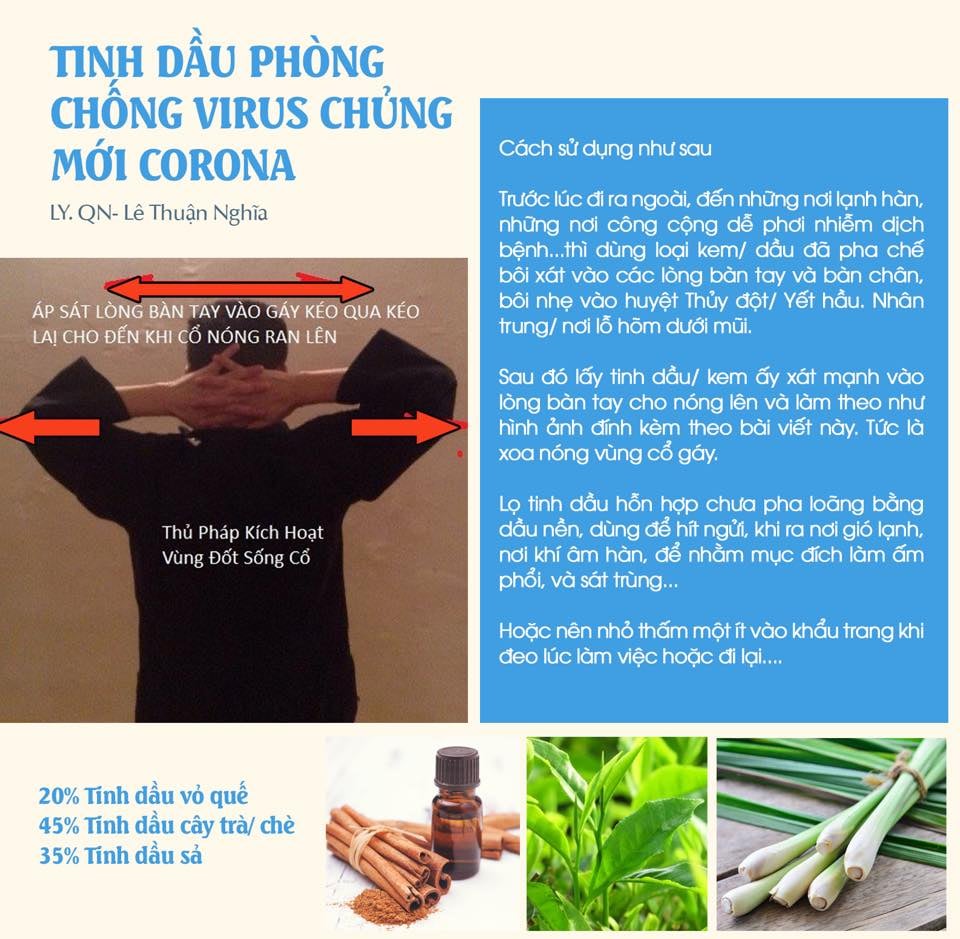 TINH DẦU PHÒNG
CHỐNG VIRUS CHỦNG
MỚI CORONA
LY. QN- Lê Thuận Nghĩa
ÁP SÁT LÒNG BÀN TAY VÀO GÁY KÉO QUA KÉO
LẠI CHO ĐẾN KHI CỔ NÓNG RAN LÊN
Thủ Pháp Kích Hoạt
Vùng Đốt Sống Cổ
Cách sử dụng như sau
Trước lúc đi ra ngoài, đến những nơi lạnh hàn,
những nơi công cộng dễ phơi nhiễm dịch
bệnh...thì dùng loại kem/ dầu đã pha chế
bôi xát vào các lòng bàn tay và bàn chân,
bôi nhẹ vào huyệt Thủy đột/ Yết hầu. Nhân
trung/ nơi lỗ hõm dưới mũi.
Sau đó lấy tinh dầu/ kem ấy xát mạnh vào
lòng bàn tay cho nóng lên và làm theo như
hình ảnh đính kèm theo bài viết này. Tức là
xoa nóng vùng cổ gáy.
Lọ tinh dầu hỗn hợp chưa pha loãng bằng
dầu nền, dùng để hít ngửi, khi ra nơi gió lạnh,
nơi khí âm hàn, để nhằm mục đích làm ấm
phổi, và sát trùng...
Hoặc nên nhỏ thấm một ít vào khẩu trang khi
đeo lúc làm việc hoặc đi lại....
20% Tinh dầu vỏ quế
45% Tinh dầu cây trà/ chè
35% Tinh dầu sả